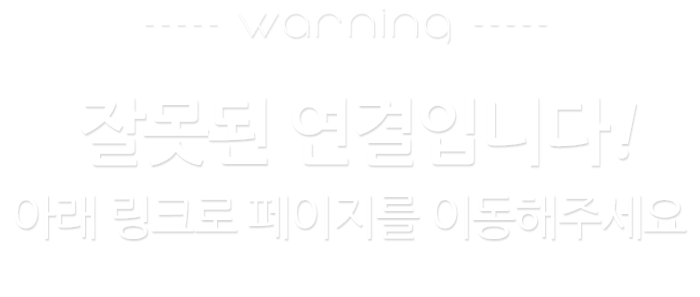 ----- warning -----
잘못된 연결입니다!
아래 링크로 페이지를 이동해주세요